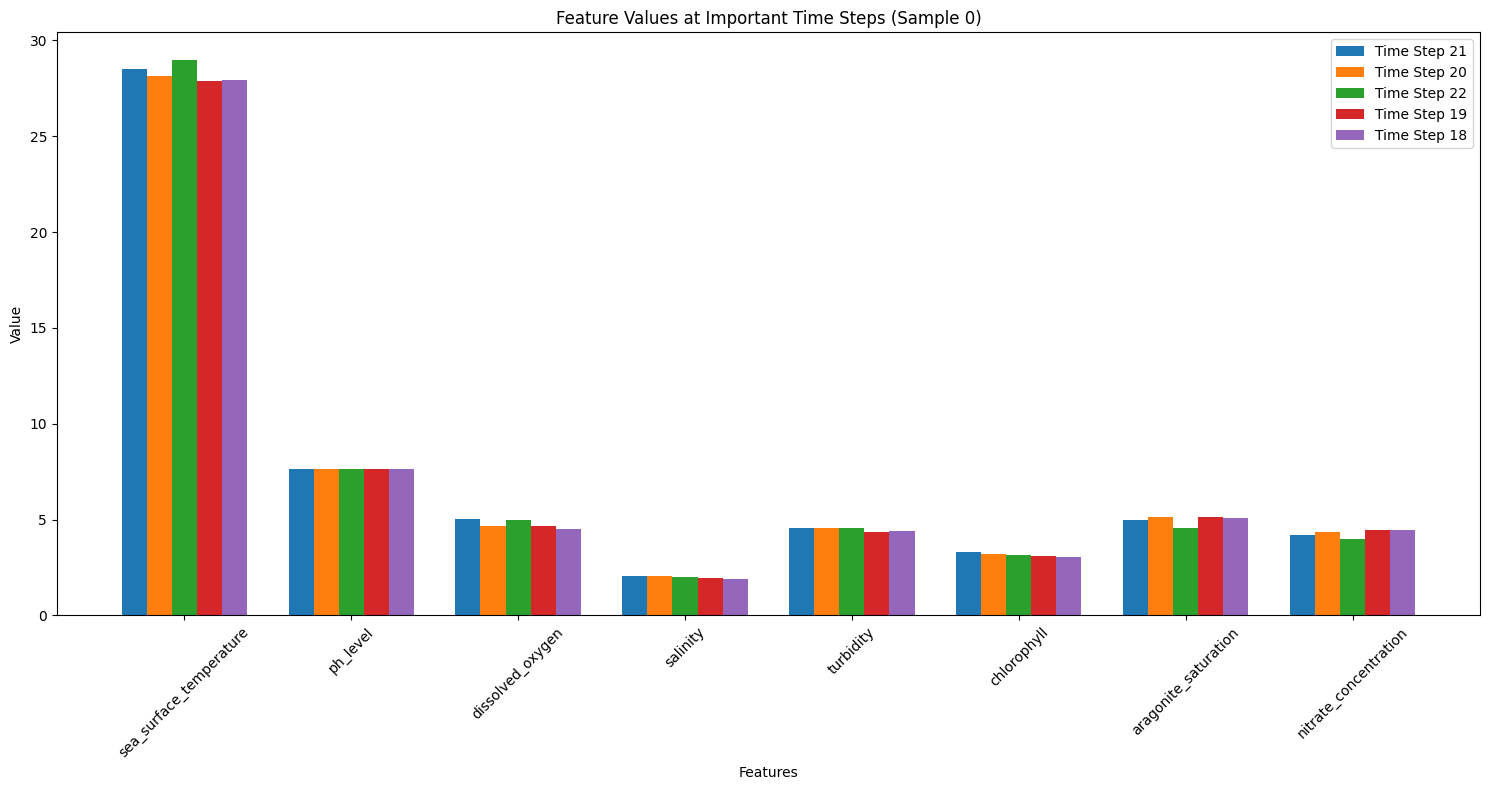 Feature Values at Important Time Steps (Sample 0)
30
25
20
15
10
5
0
Value
Time Step 21
Time Step 20
Time Step 22
Time Step 19
Time Step 18
sea_surface_temperature
ph_level
dissolved_oxygen
salinity
turbidity
chlorophyll
aragonite_saturation
nitrate_concentration
Features